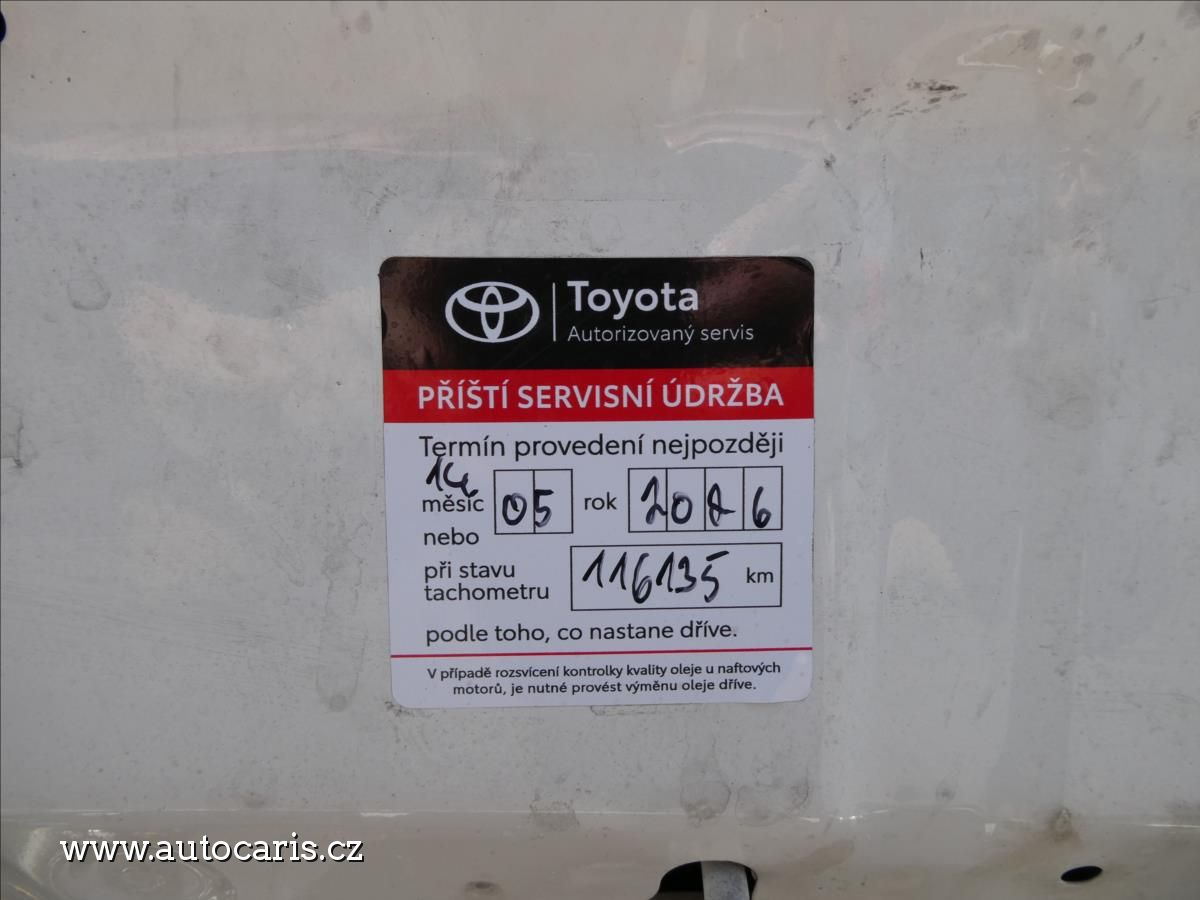 Toyota
Autorizovaný servis
PŘÍŠTÍ SERVISNÍ ÚDRŽBA
Termín provedení nejpozději
14
měsíc 05 rok 2026
nebo
při stavu
tachometru 116135 km
podle toho, co nastane dříve.
V případě rozsvícení kontrolky kvality oleje u naftových
motorů, je nutné provést výměnu oleje dříve.
www.autocaris.cz